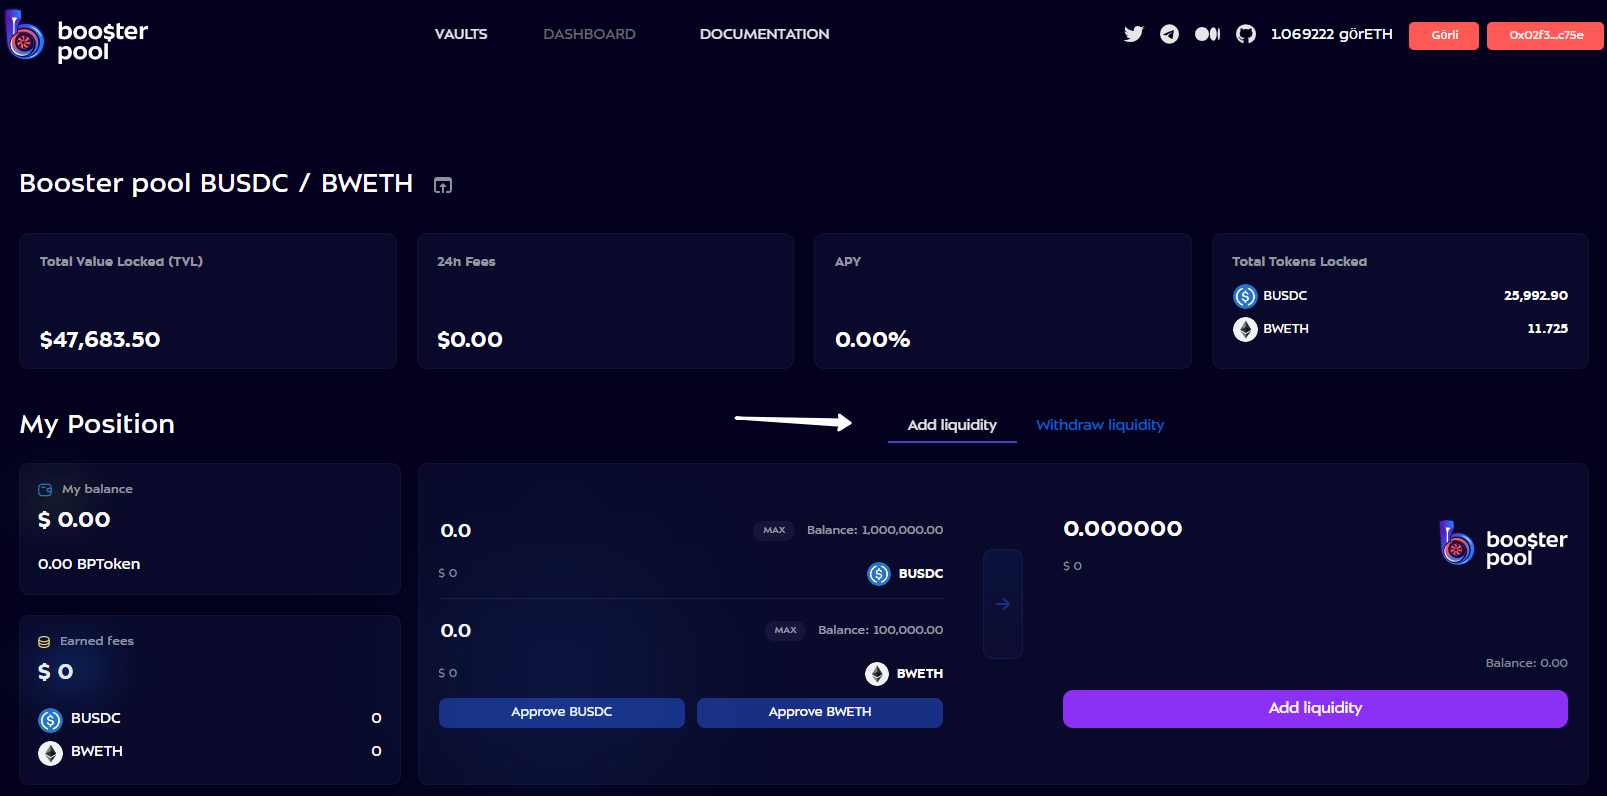 booster pool
VAULTS
DASHBOARD
DOCUMENTATION
1.069222 görETH
Görli
0x02f3...c75e
Booster pool BUSDC / BWETH
Total Value Locked (TVL)
$47,683.50
24h Fees
$0.00
APY
0.00%
Total Tokens Locked
BUSDC 25,992.90
BWETH 11.725
My Position
Add liquidity
Withdraw liquidity
My balance
$ 0.00
0.00 BPToken
Earned fees
$ 0
BUSDC 0
BWETH 0
0.0 MAX Balance: 1,000,000.00
$ 0 BUSDC
0.0 MAX Balance: 100,000.00
$ 0 BWETH
Approve BUSDC
Approve BWETH
0.000000
$ 0
boo$ter
pool
Balance: 0.00
Add liquidity